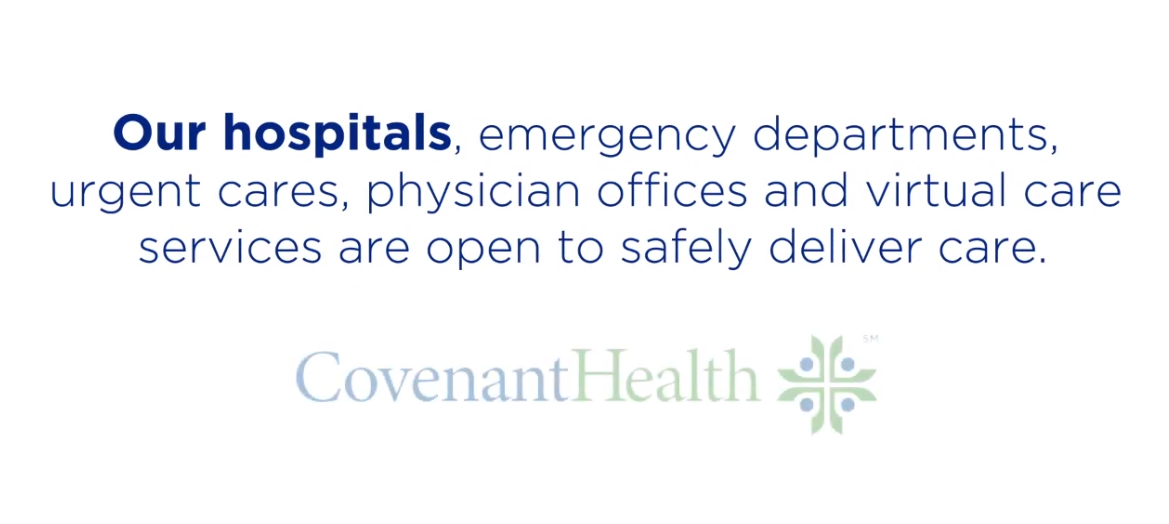 Our hospitals, emergency departments,
urgent cares, physician offices and virtual care
services are open to safely deliver care.
CovenantHealth SM